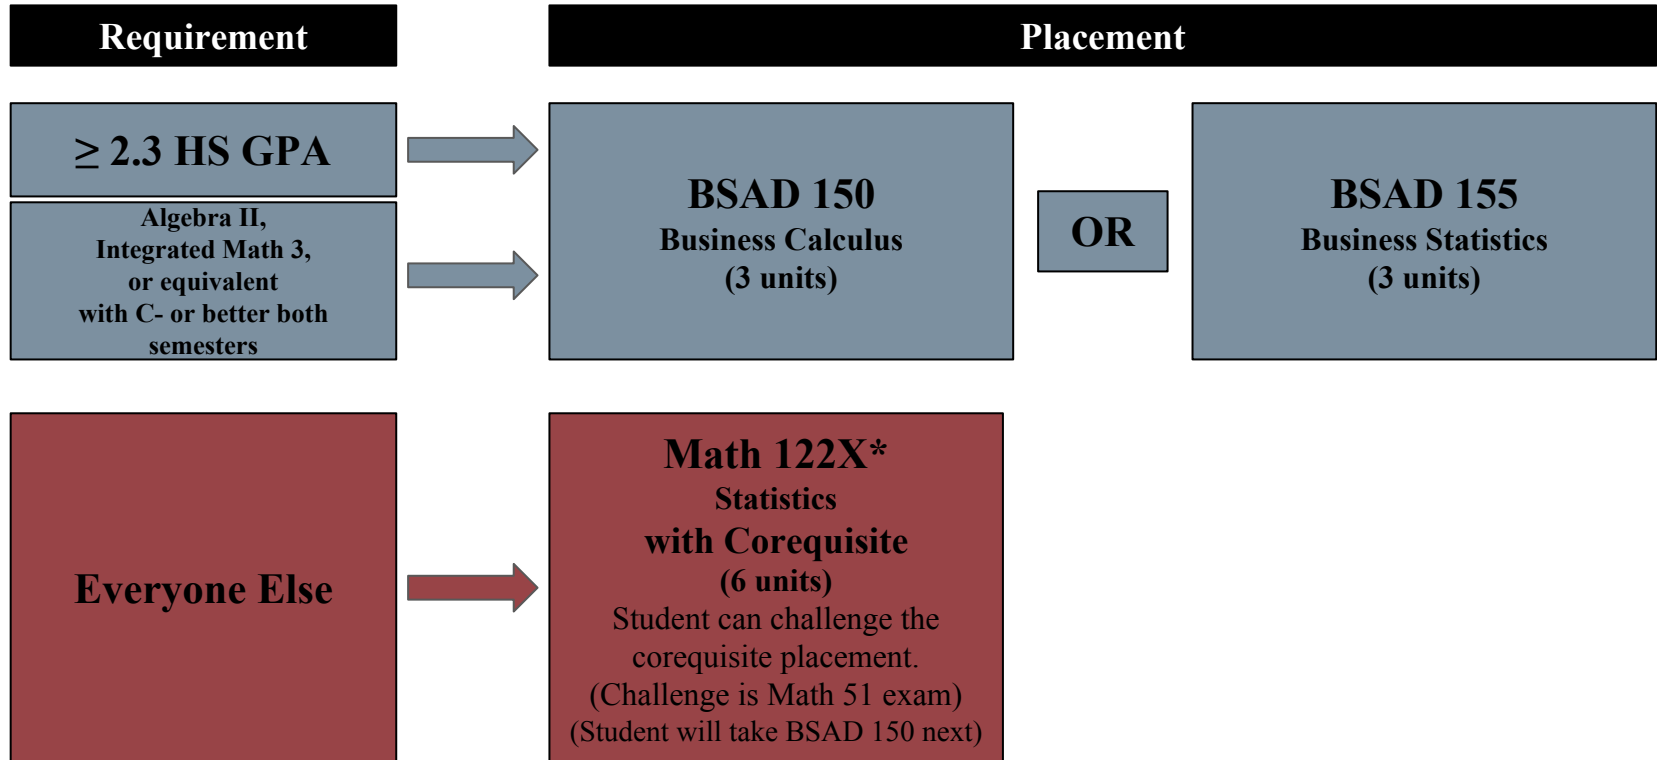 Requirement
Placement
≥ 2.3 HS GPA
Algebra II,
Integrated Math 3,
or equivalent
with C- or better both
semesters
BSAD 150
Business Calculus
(3 units)
OR
BSAD 155
Business Statistics
(3 units)
Everyone Else
Math 122X*
Statistics
with Corequisite
(6 units)
Student can challenge the
corequisite placement.
(Challenge is Math 51 exam)
(Student will take BSAD 150 next)